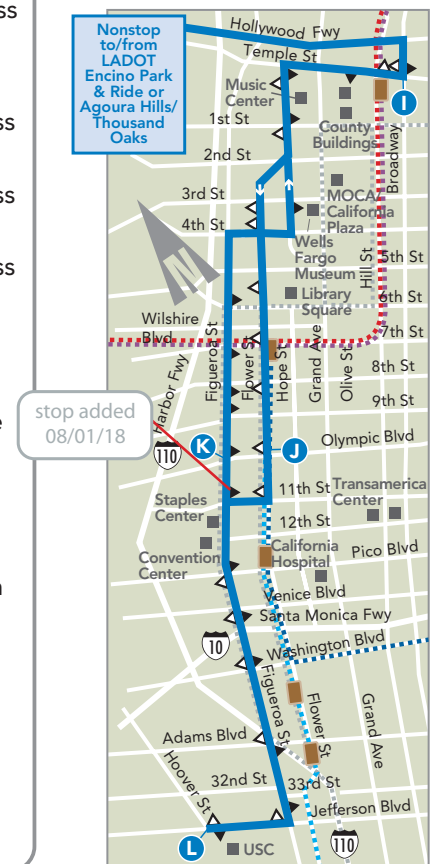 ss
ss
ss
ss
e
n
Nonstop
to/from
LADOT
Encino Park
& Ride or
Agoura Hills/
Thousand
Oaks
Hollywood Fwy
Temple St
Music
Center
I
1st St
County
Buildings
Broadway
2nd St
3rd St
MOCA/
California
Plaza
4th St
Wells
Fargo
Museum
Hill St
5th St
N
Library
Square
6th St
Wilshire
Blvd
7th St
Harbor Fwy
Figueroa St
Flower St
Hope St
Grand Ave
Olive St
8th St
9th St
stop added
08/01/18
110
K
J
Olympic Blvd
Staples
Center
11th St
Transamerica
Center
12th St
Convention
Center
California
Hospital
Pico Blvd
Venice Blvd
Santa Monica Fwy
10
Washington Blvd
Figueroa St
Flower St
Grand Ave
Adams Blvd
Hoover St
32nd St
33rd St
Jefferson Blvd
L
USC
110